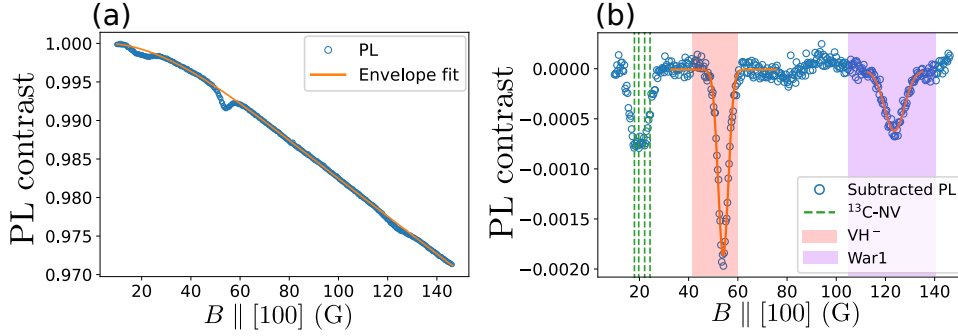 (a)
1.000
0.995
0.990
0.985
0.980
0.975
0.970
PL contrast
PL
Envelope fit
20 40 60 80 100 120 140
B ∥ [100] (G)
(b)
0.0000
−0.0005
−0.0010
−0.0015
−0.0020
PL contrast
Subtracted PL
¹³C-NV
VH⁻
War1
20 40 60 80 100 120 140
B ∥ [100] (G)